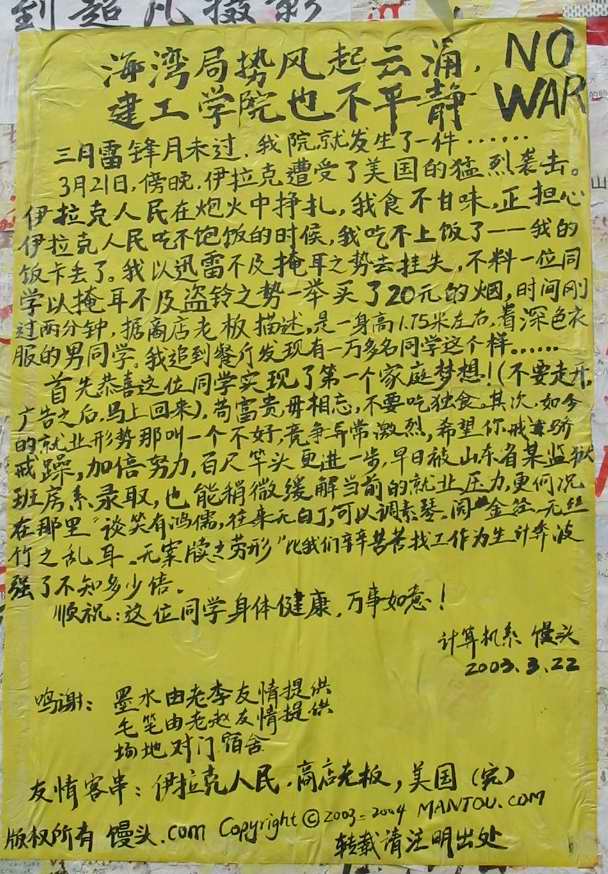 到超凡摄影
海湾局势风起云涌,
建工学院也不平静
NO
WAR
三月雷锋月未过,我院就发生了一件……
3月21日,傍晚,伊拉克遭受了美国的猛烈袭击。
伊拉克人民在炮火中挣扎,我食不甘味,正担心
伊拉克人民吃不饱饭的时候,我吃不上饭了——我的
饭卡丢了。我以迅雷不及掩耳之势去挂失,不料一位同
学以掩耳不及盗铃之势一举买了20元的烟,时间刚
过两分钟,据商店老板描述,是一身高1.75米左右,着深色衣
服的男同学。我追到餐厅发现有一万多名同学这个样……
首先恭喜这位同学实现了第一个家庭梦想!(不要走开,
广告之后,马上回来),苟富贵毋相忘,不要吃独食。其次,如今
的就业形势那叫一个不好,竞争异常激烈,希望你戒骄
戒躁,加倍努力,百尺竿头更进一步,早日被山东省某监狱
班房系录取,也能稍微缓解当前的就业压力,更何况
在那里"谈笑有鸿儒,往来无白丁,可以调素琴,阅金经。无丝
竹之乱耳,无案牍之劳形"比我们辛辛苦苦找工作为生计奔波
强了不知多少倍。
顺祝:这位同学身体健康,万事如意!
计算机系 馒头
2003.3.22
鸣谢:墨水由老李友情提供
毛笔由老赵友情提供
场地对门宿舍
友情客串:伊拉克人民,商店老板,美国(完)
版权所有 馒头.com Copyright © 2003-2004 MANTOU.COM
转载请注明出处